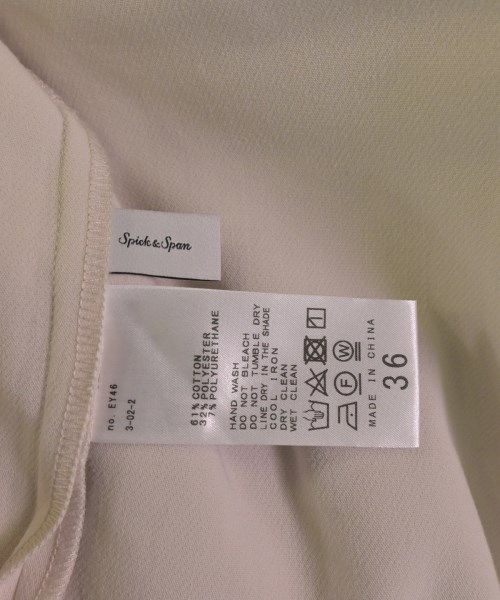 Spick & Span
no. EY46
3-02-2
61% COTTON
32% POLYESTER
7% POLYURETHANE
HAND WASH
DO NOT BLEACH
DO NOT TUMBLE DRY
LINE DRY IN THE SHADE
COOL IRON
DRY CLEAN
WET CLEAN
F W
MADE IN CHINA
36